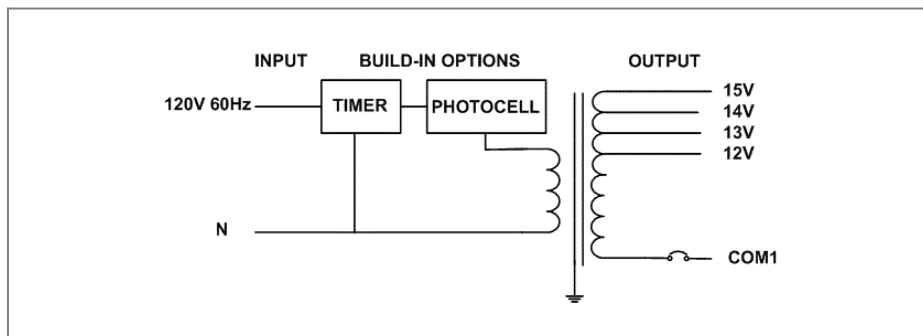 INPUT
BUILD-IN OPTIONS
OUTPUT
120V 60Hz
TIMER
PHOTOCELL
15V
14V
13V
12V
N
COM1